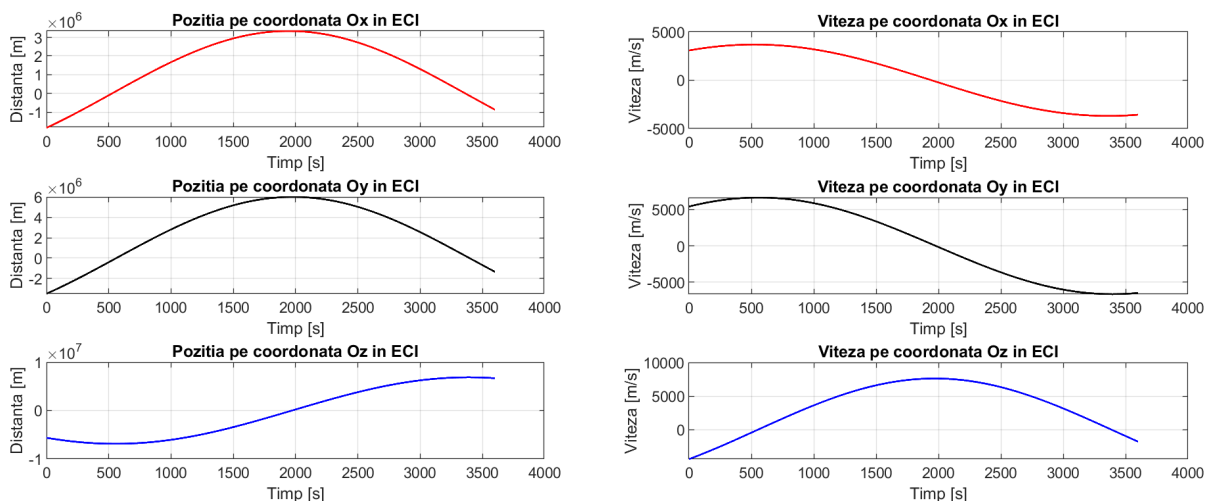 Pozitia pe coordonata Ox in ECI
×10^6
Distanta [m]
3
2
1
0
-1
0 500 1000 1500 2000 2500 3000 3500 4000
Timp [s]
Viteza pe coordonata Ox in ECI
Viteza [m/s]
5000
0
-5000
0 500 1000 1500 2000 2500 3000 3500 4000
Timp [s]
Pozitia pe coordonata Oy in ECI
×10^6
Distanta [m]
6
4
2
0
-2
0 500 1000 1500 2000 2500 3000 3500 4000
Timp [s]
Viteza pe coordonata Oy in ECI
Viteza [m/s]
5000
0
-5000
0 500 1000 1500 2000 2500 3000 3500 4000
Timp [s]
Pozitia pe coordonata Oz in ECI
×10^7
Distanta [m]
1
0
-1
0 500 1000 1500 2000 2500 3000 3500 4000
Timp [s]
Viteza pe coordonata Oz in ECI
Viteza [m/s]
10000
5000
0
0 500 1000 1500 2000 2500 3000 3500 4000
Timp [s]